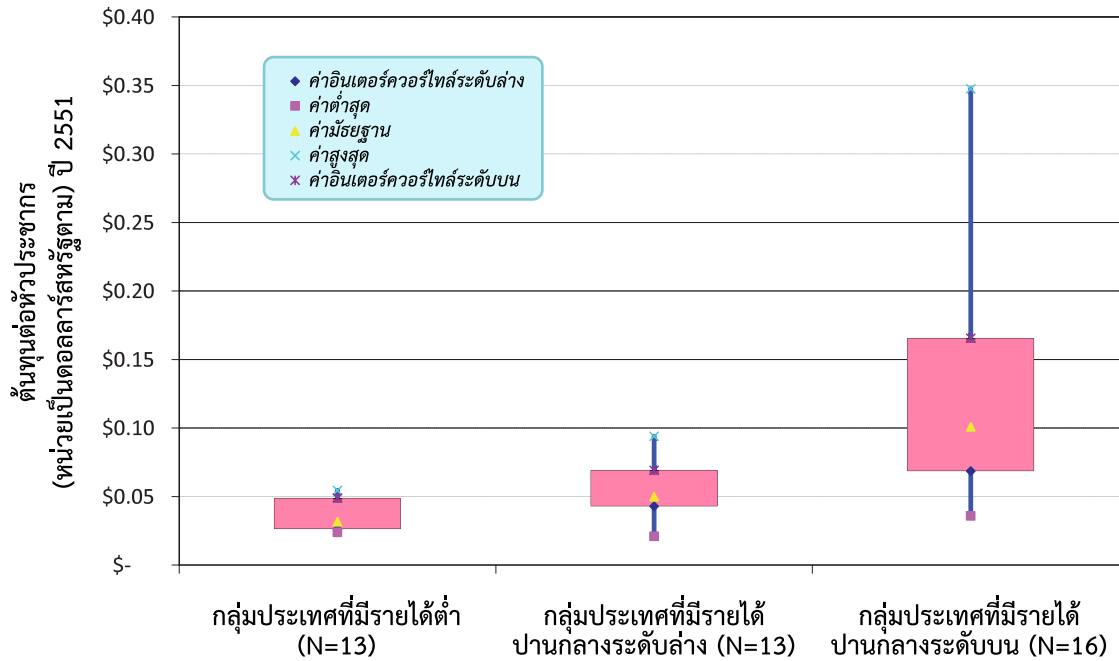 ต้นทุนต่อหัวประชากร
(หน่วยเป็นดอลลาร์สหรัฐตาม) ปี 2551
$0.40
$0.35
$0.30
$0.25
$0.20
$0.15
$0.10
$0.05
$-
ค่าอินเตอร์ควอร์ไทล์ระดับล่าง
ค่าต่ำสุด
ค่ามัธยฐาน
ค่าสูงสุด
ค่าอินเตอร์ควอร์ไทล์ระดับบน
กลุ่มประเทศที่มีรายได้ต่ำ
(N=13)
กลุ่มประเทศที่มีรายได้
ปานกลางระดับล่าง (N=13)
กลุ่มประเทศที่มีรายได้
ปานกลางระดับบน (N=16)